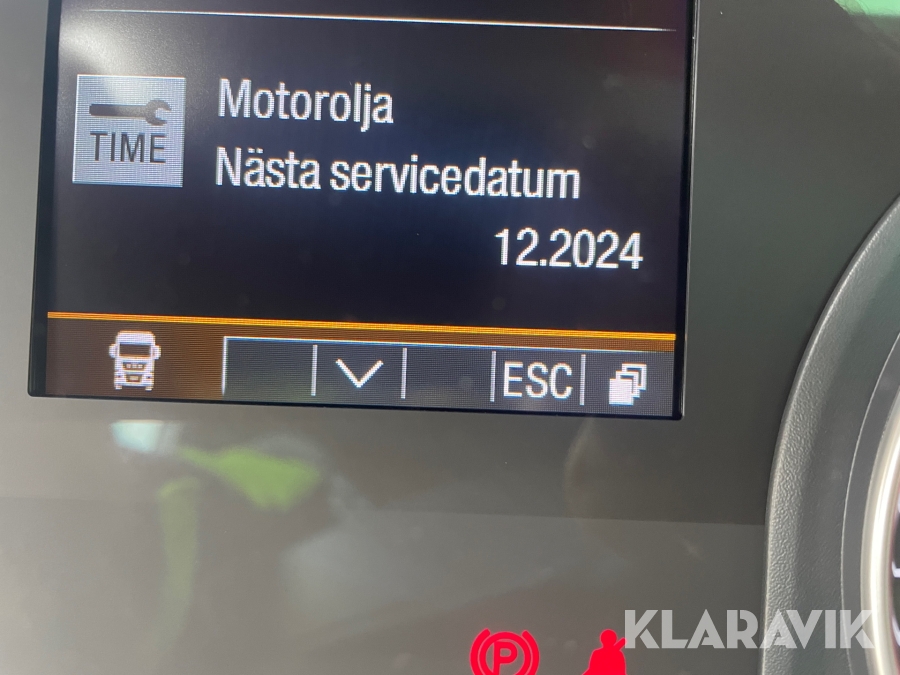 TIME
Motorolja
Nästa servicedatum
12.2024
ESC
P
KLARAVIK